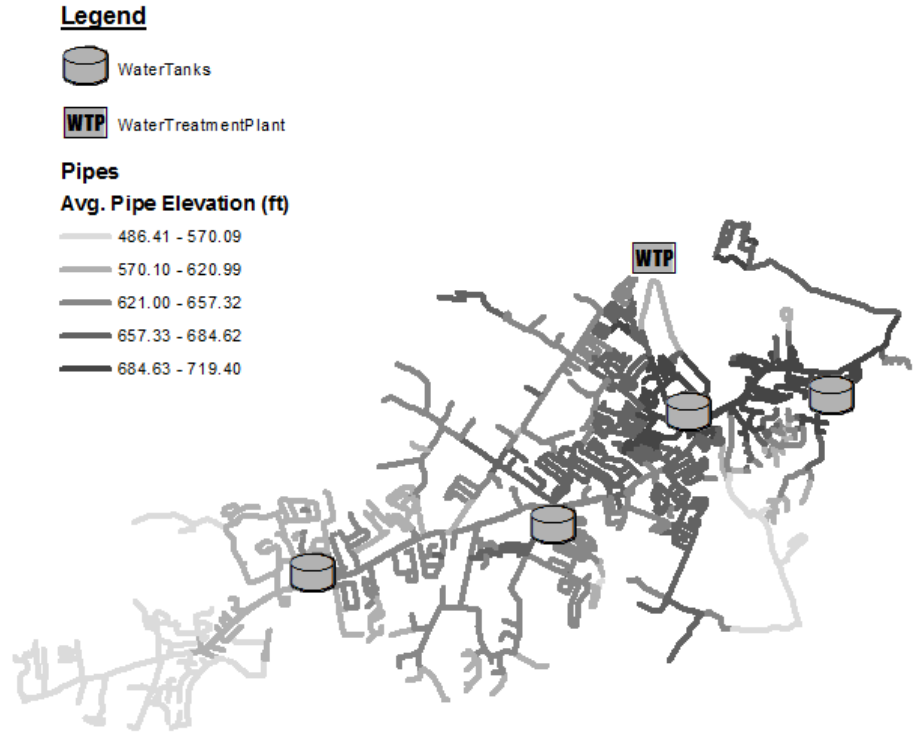 Legend
WaterTanks
WTP WaterTreatmentPlant
Pipes
Avg. Pipe Elevation (ft)
486.41 - 570.09
570.10 - 620.99
621.00 - 657.32
657.33 - 684.62
684.63 - 719.40
WTP